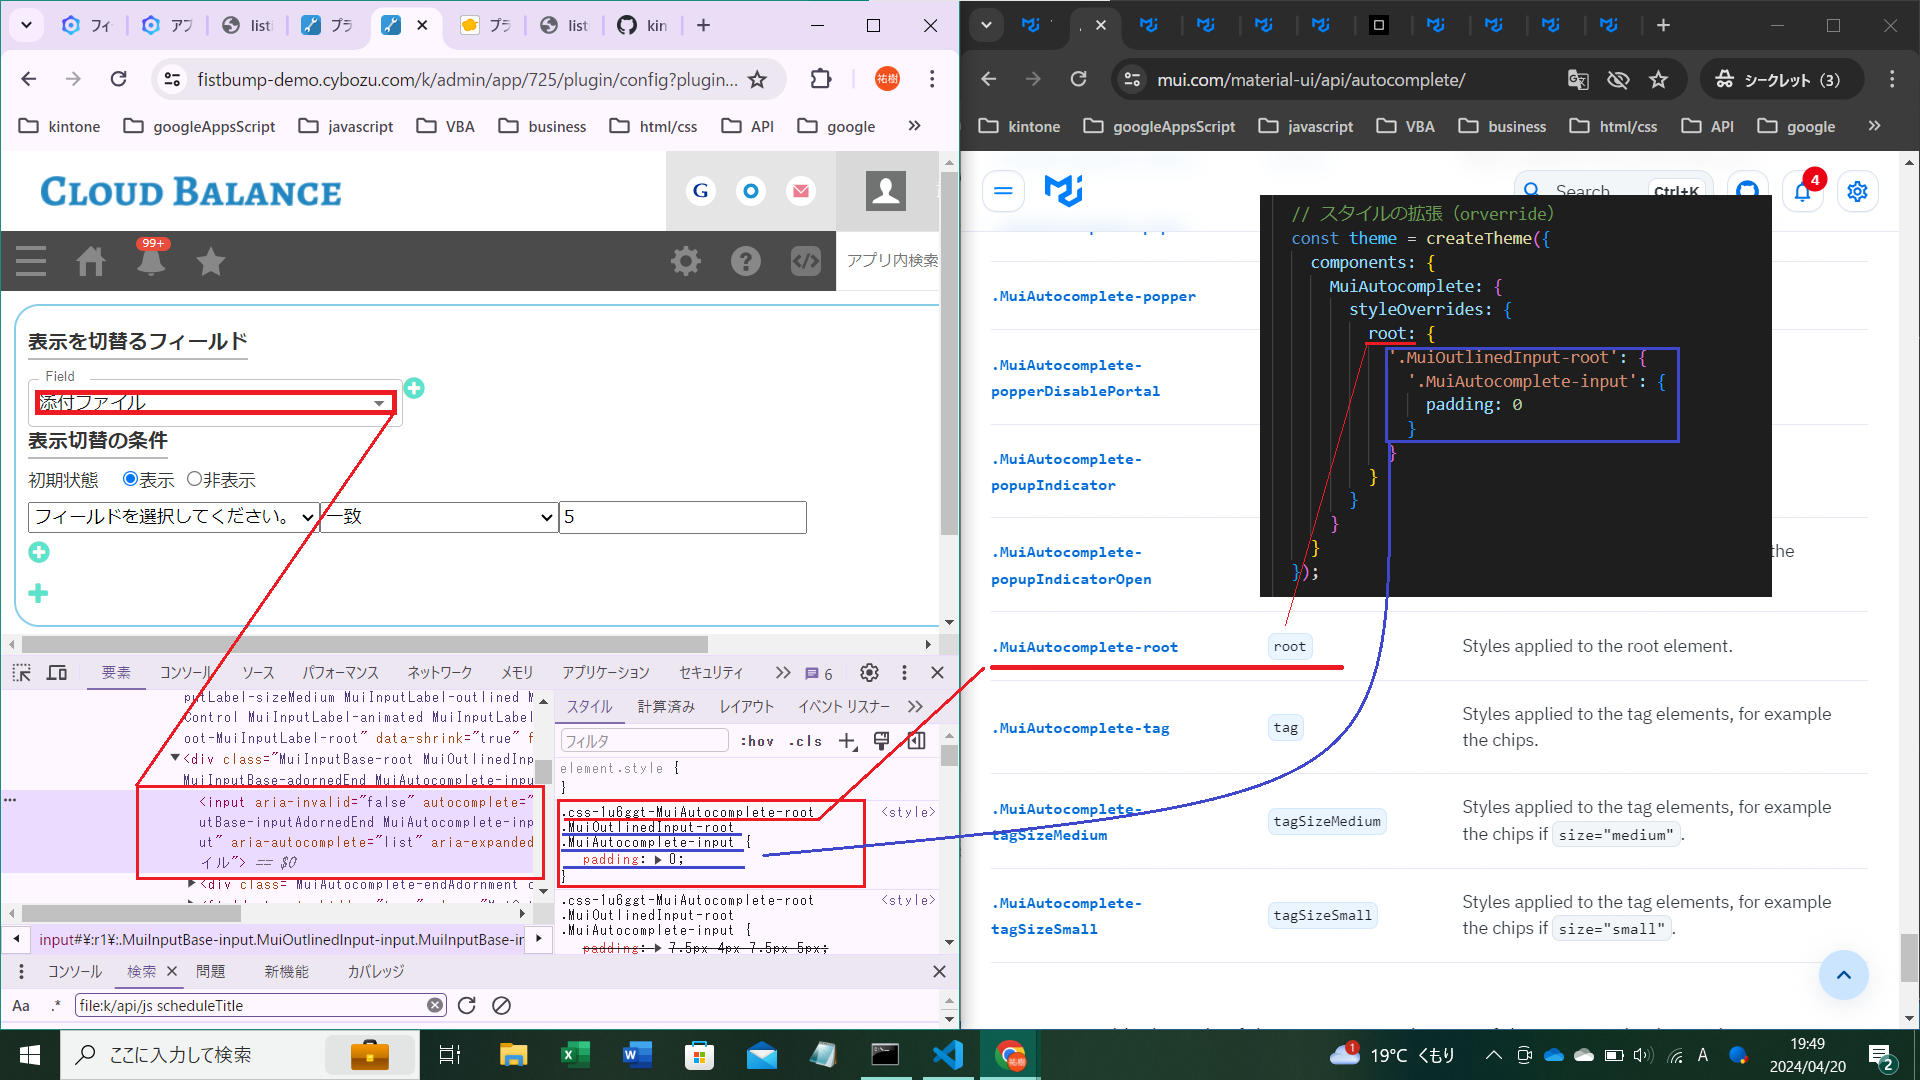 フィ
アプ
listi
プラ
プラ
list
kin
fistbump-demo.cybozu.com/k/admin/app/725/plugin/config?plugin...
祐樹
kintone
googleAppsScript
javascript
VBA
business
html/css
API
google
CLOUD BALANCE
G
99+
アプリ内検索
表示を切替るフィールド
Field
添付ファイル
表示切替の条件
初期状態
表示
非表示
フィールドを選択してください。
一致
5
要素
コンソール
ソース
パフォーマンス
ネットワーク
メモリ
アプリケーション
セキュリティ
6
putLabel-sizeMedium MuiInputLabel-outlined M
Control MuiInputLabel-animated MuiInputLabel
oot-MuiInputLabel-root" data-shrink="true" f
<div class="MuiInputBase-root MuiOutlinedInp
MuiInputBase-adornedEnd MuiAutocomplete-inpu
<input aria-invalid="false" autocomplete="
utBase-inputAdornedEnd MuiAutocomplete-inp
ut" aria-autocomplete="list" aria-expanded
イル"> == $0
<div class="MuiAutocomplete-endAdornment c
input#¥:r1¥:.MuiInputBase-input.MuiOutlinedInput-input.MuiInputBase-in
スタイル
計算済み
レイアウト
イベント リスナー
フィルタ
:hov .cls
element.style {
}
.css-1u6ggt-MuiAutocomplete-root
<style>
.MuiOutlinedInput-root
.MuiAutocomplete-input {
padding: 0;
}
.css-1u6ggt-MuiAutocomplete-root
<style>
.MuiOutlinedInput-root
.MuiAutocomplete-input {
padding: 7.5px 4px 7.5px 5px;
コンソール
検索
問題
新機能
カバレッジ
Aa
.*
file:k/api/js scheduleTitle
mui.com/material-ui/api/autocomplete/
シークレット (3)
kintone
googleAppsScript
javascript
VBA
business
html/css
API
google
Search
Ctrl+K
4
.MuiAutocomplete-popper
.MuiAutocomplete-
popperDisablePortal
.MuiAutocomplete-
popupIndicator
.MuiAutocomplete-
popupIndicatorOpen
the
.MuiAutocomplete-root
root
Styles applied to the root element.
.MuiAutocomplete-tag
tag
Styles applied to the tag elements, for example
the chips.
.MuiAutocomplete-
tagSizeMedium
tagSizeMedium
Styles applied to the tag elements, for example
the chips if size="medium".
.MuiAutocomplete-
tagSizeSmall
tagSizeSmall
Styles applied to the tag elements, for example
the chips if size="small".
// スタイルの拡張（orverride）
const theme = createTheme({
components: {
MuiAutocomplete: {
styleOverrides: {
root: {
'.MuiOutlinedInput-root': {
'.MuiAutocomplete-input': {
padding: 0
}
}
}
}
}
}
});
ここに入力して検索
1
19°C くもり
A
19:49
2024/04/20
2